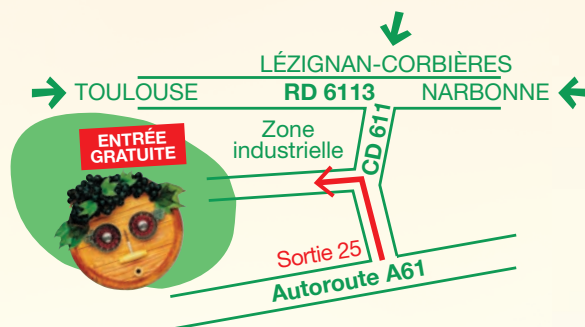 LÉZIGNAN-CORBIÈRES
TOULOUSE RD 6113 NARBONNE
CD 611
Zone
industrielle
ENTRÉE
GRATUITE
Sortie 25
Autoroute A61